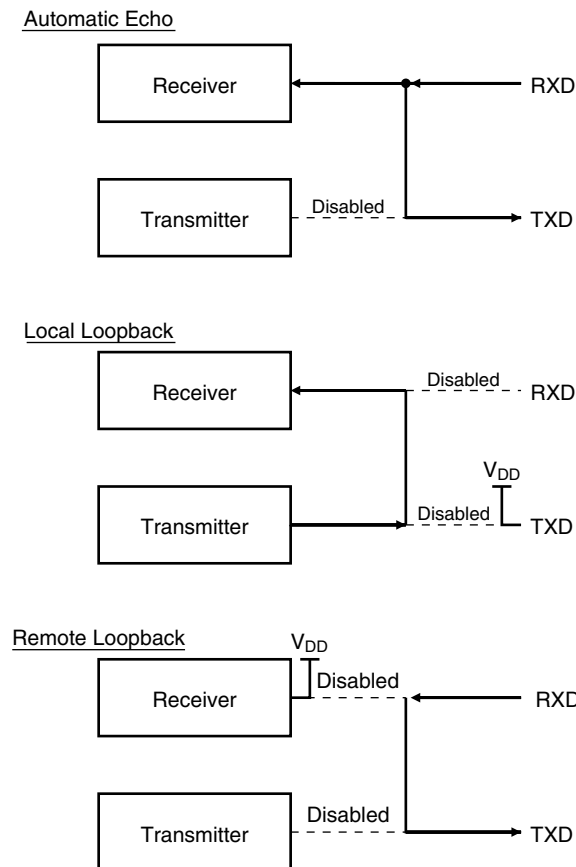 Automatic Echo
Receiver
RXD
Transmitter
Disabled
TXD
Local Loopback
Receiver
Disabled
RXD
VDD
Transmitter
Disabled
TXD
Remote Loopback
VDD
Receiver
Disabled
RXD
Transmitter
Disabled
TXD